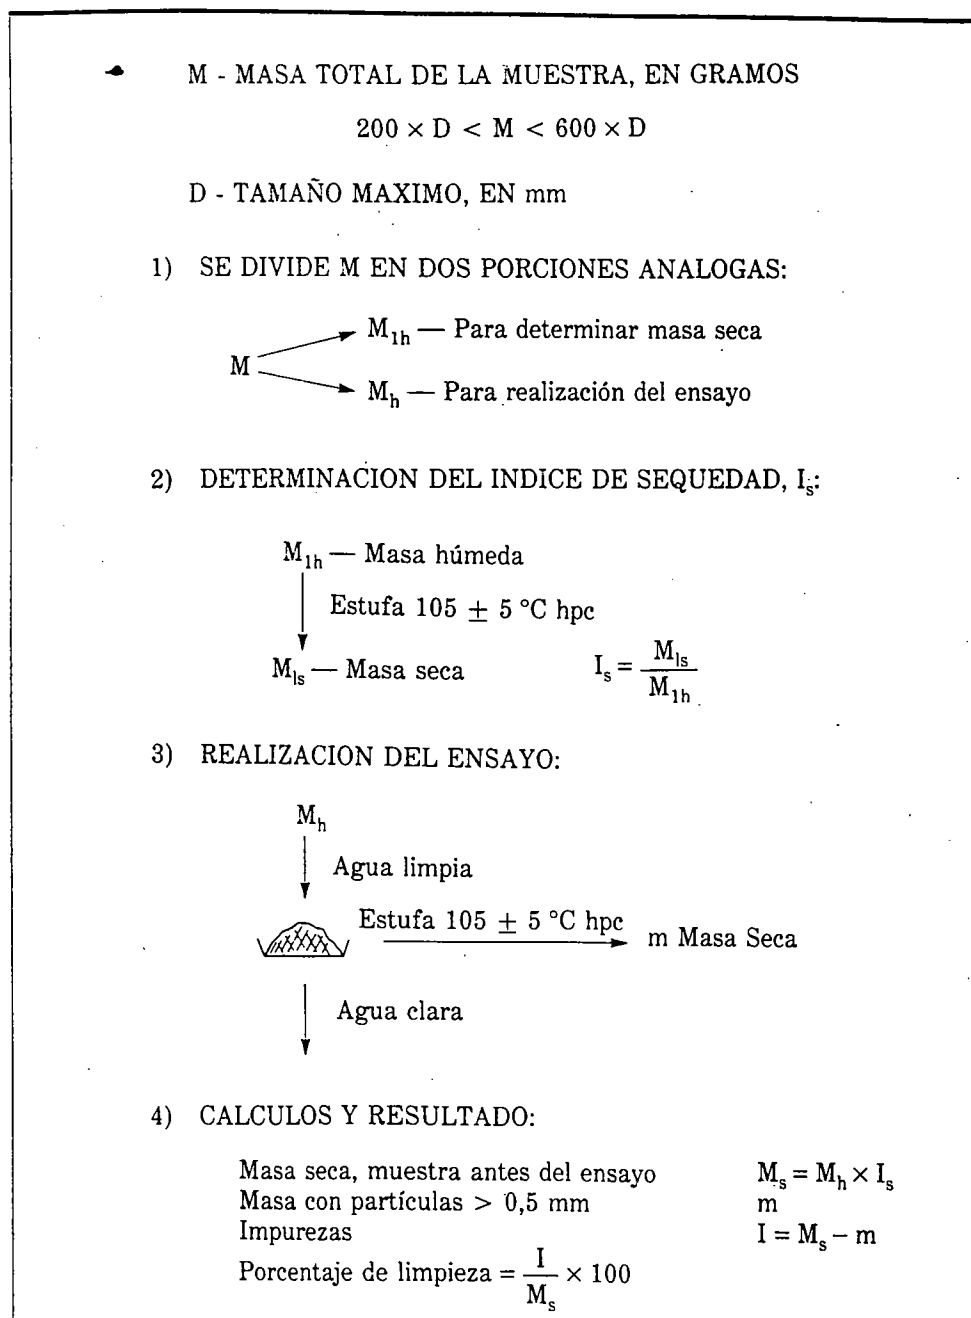 M - MASA TOTAL DE LA MUESTRA, EN GRAMOS
200 × D < M < 600 × D
D - TAMAÑO MAXIMO, EN mm
1) SE DIVIDE M EN DOS PORCIONES ANALOGAS:
M
M₁ₕ — Para determinar masa seca
Mₕ — Para realización del ensayo
2) DETERMINACION DEL INDICE DE SEQUEDAD, Iₛ:
M₁ₕ — Masa húmeda
Estufa 105 ± 5 °C hpc
Mₗₛ — Masa seca Iₛ = Mₗₛ / M₁ₕ
3) REALIZACION DEL ENSAYO:
Mₕ
Agua limpia
Estufa 105 ± 5 °C hpc
m Masa Seca
Agua clara
4) CALCULOS Y RESULTADO:
Masa seca, muestra antes del ensayo Mₛ = Mₕ × Iₛ
Masa con partículas > 0,5 mm m
Impurezas I = Mₛ – m
Porcentaje de limpieza = I / Mₛ × 100